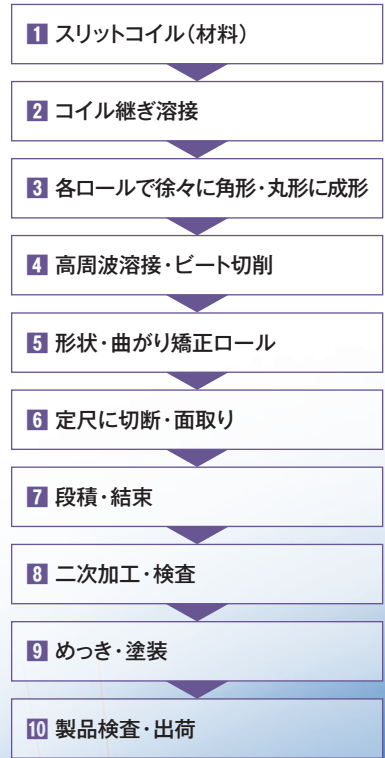 1 スリットコイル(材料)
2 コイル継ぎ溶接
3 各ロールで徐々に角形・丸形に成形
4 高周波溶接・ビート切削
5 形状・曲がり矯正ロール
6 定尺に切断・面取り
7 段積・結束
8 二次加工・検査
9 めっき・塗装
10 製品検査・出荷